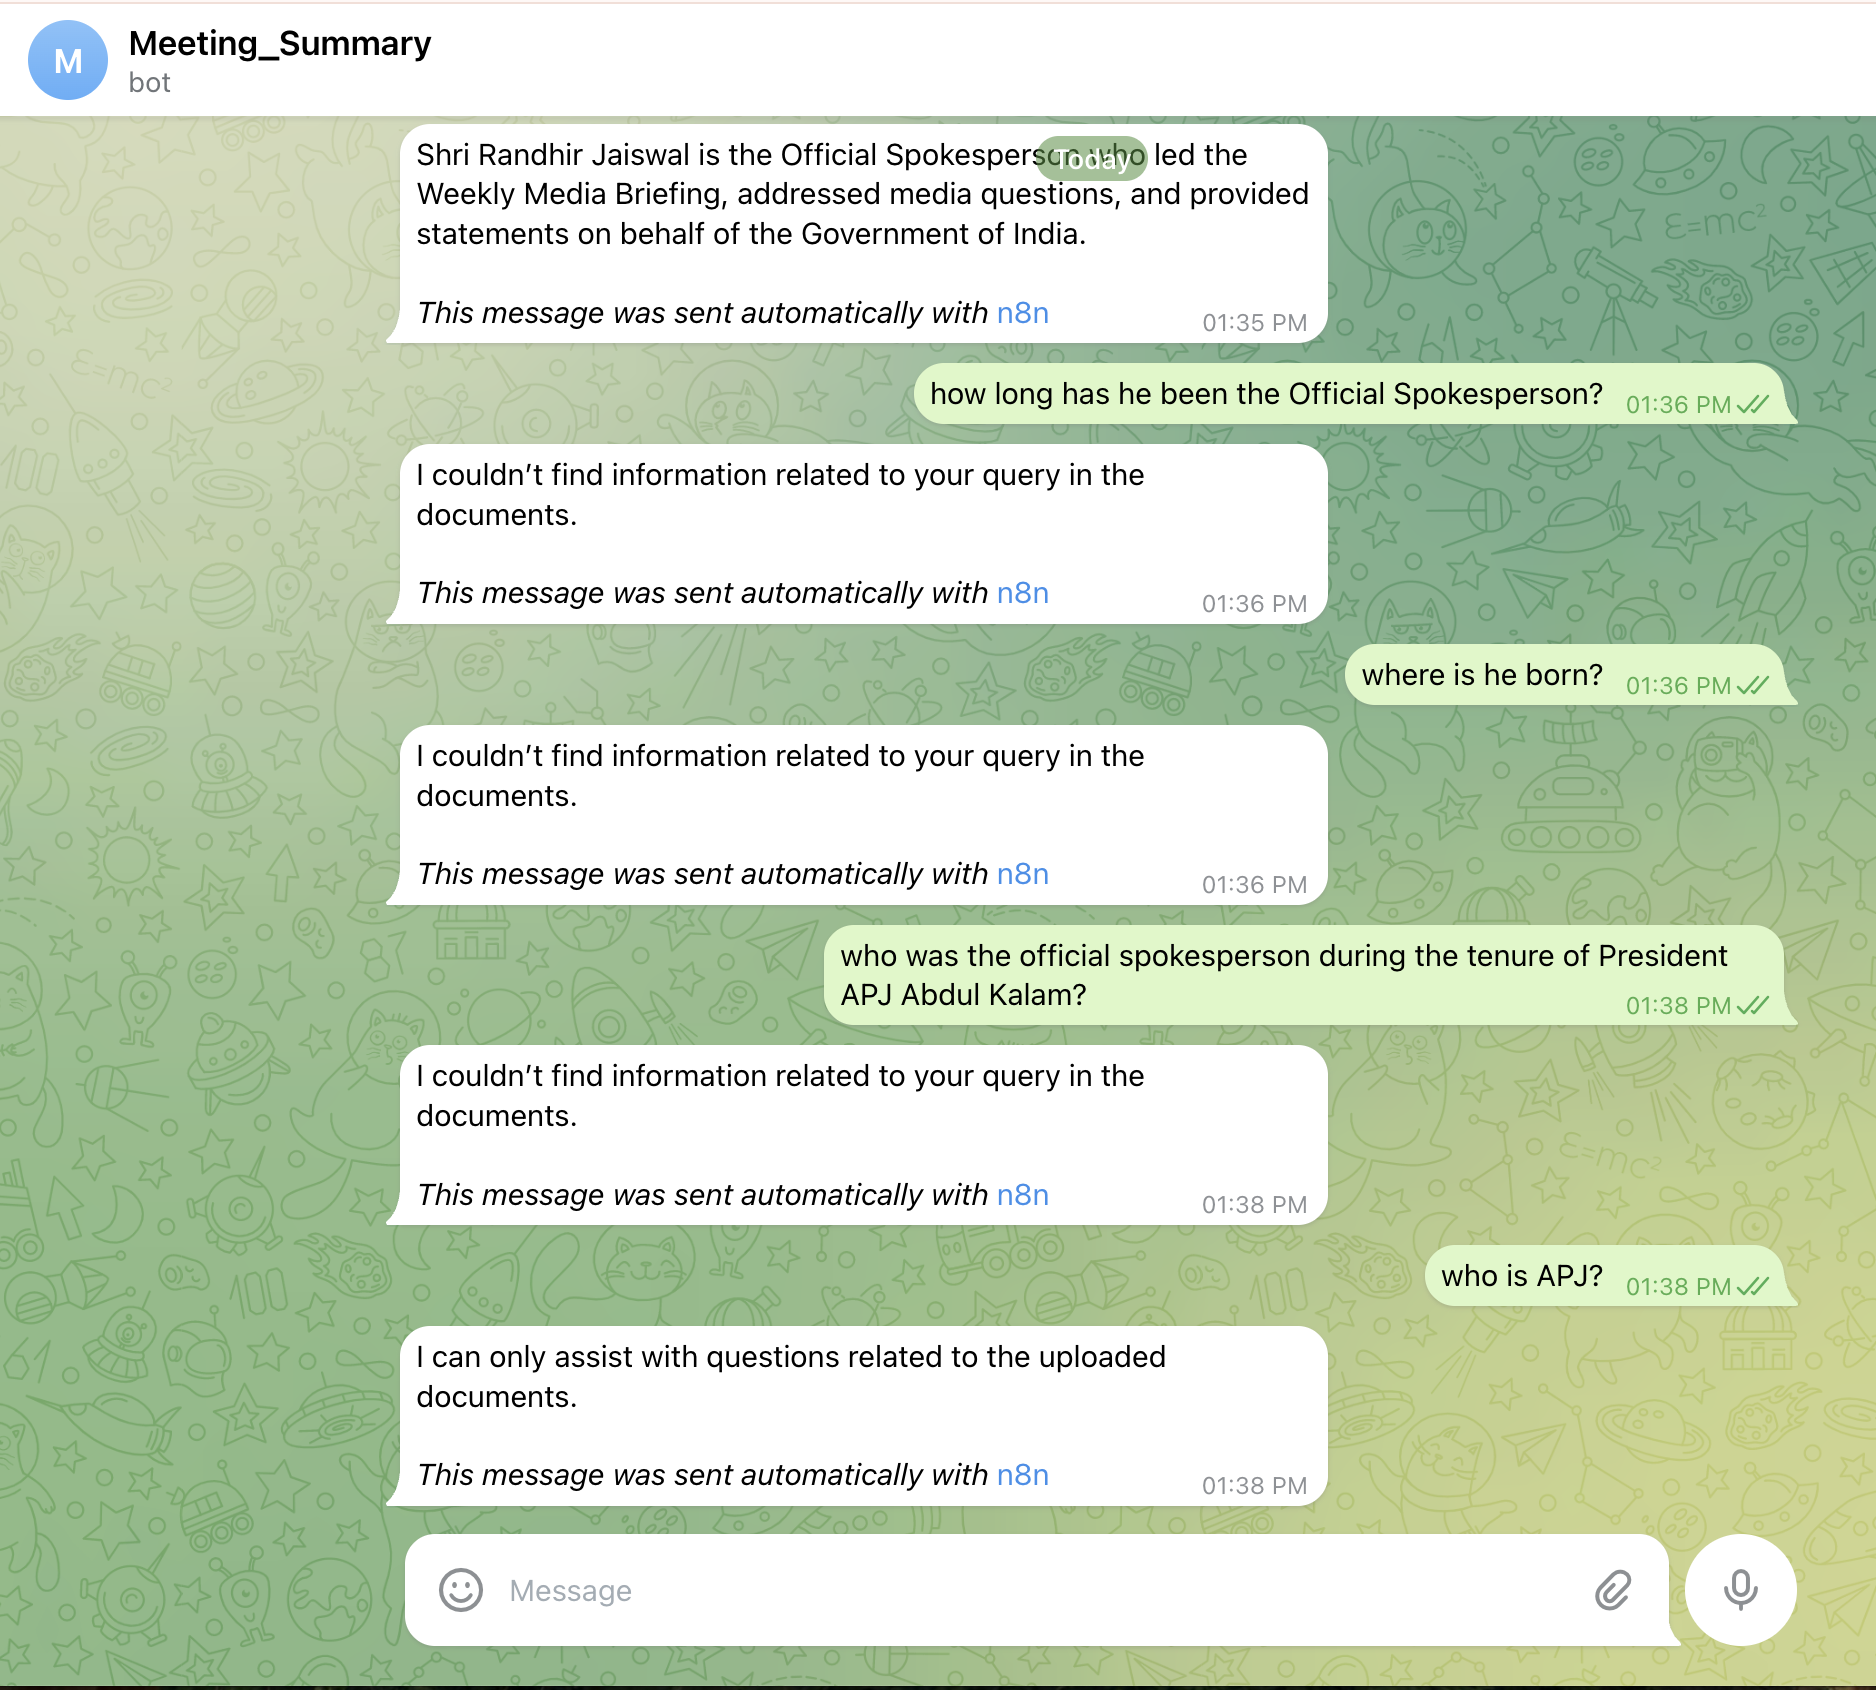 M
Meeting_Summary
bot
Today
Shri Randhir Jaiswal is the Official Spokesperson who led the
Weekly Media Briefing, addressed media questions, and provided
statements on behalf of the Government of India.
This message was sent automatically with n8n
01:35 PM
how long has he been the Official Spokesperson?
01:36 PM
I couldn’t find information related to your query in the
documents.
This message was sent automatically with n8n
01:36 PM
where is he born?
01:36 PM
I couldn’t find information related to your query in the
documents.
This message was sent automatically with n8n
01:36 PM
who was the official spokesperson during the tenure of President
APJ Abdul Kalam?
01:38 PM
I couldn’t find information related to your query in the
documents.
This message was sent automatically with n8n
01:38 PM
who is APJ?
01:38 PM
I can only assist with questions related to the uploaded
documents.
This message was sent automatically with n8n
01:38 PM
Message